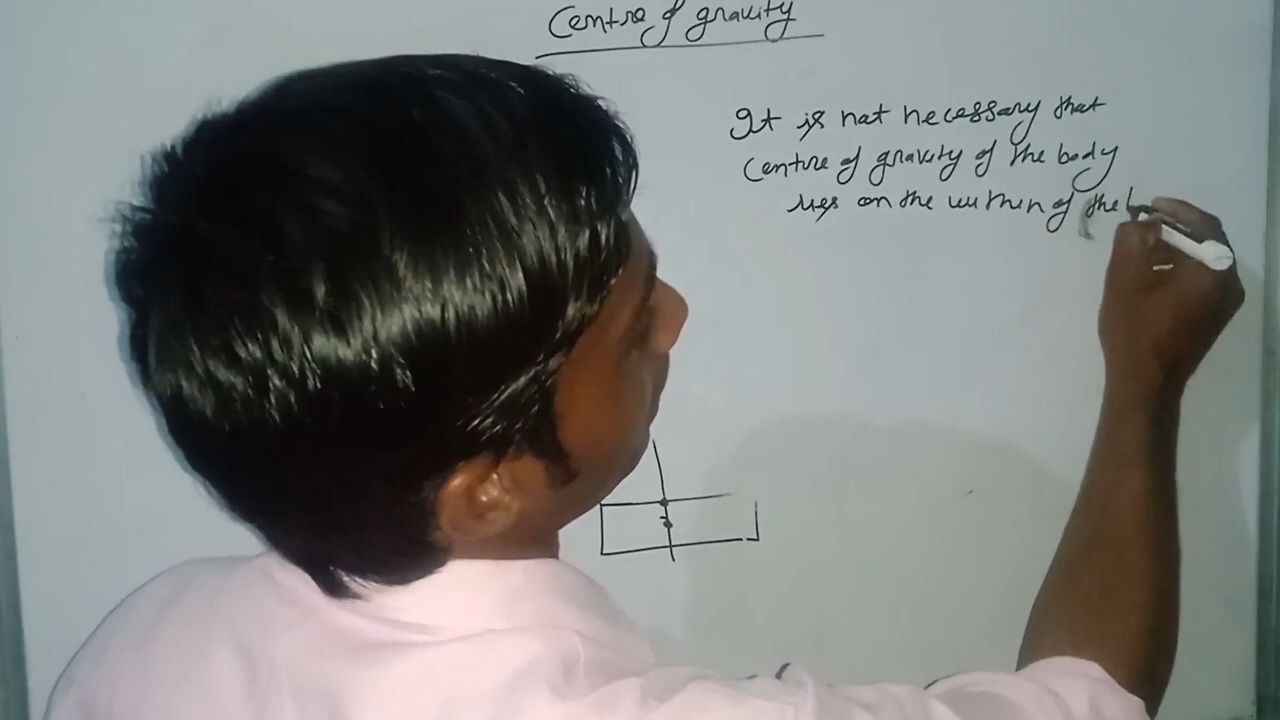 Centre of gravity
It is not necessary that
Centre of gravity of the body
lies on the within of the b